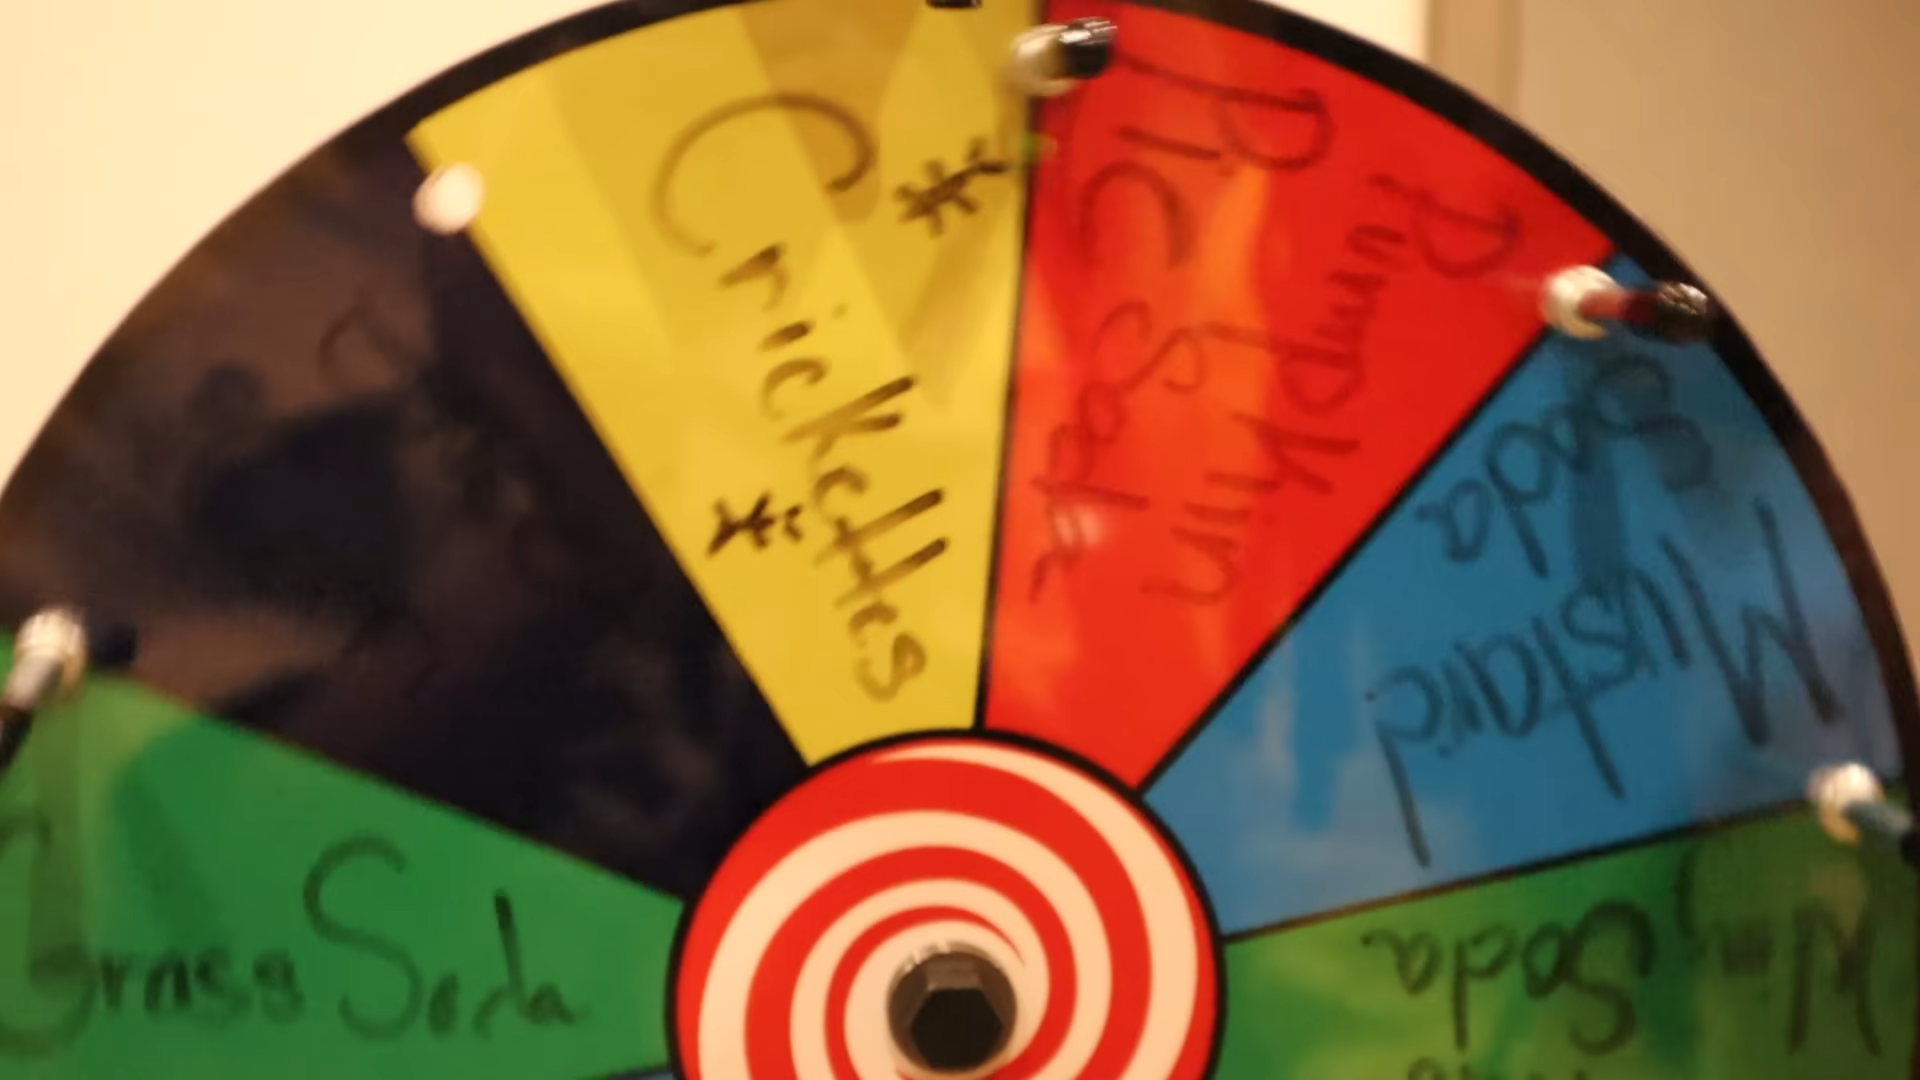 Grass Soda
* Crickettes *
Pumpkin
Pie Soda
Mustard
Soda
Soda